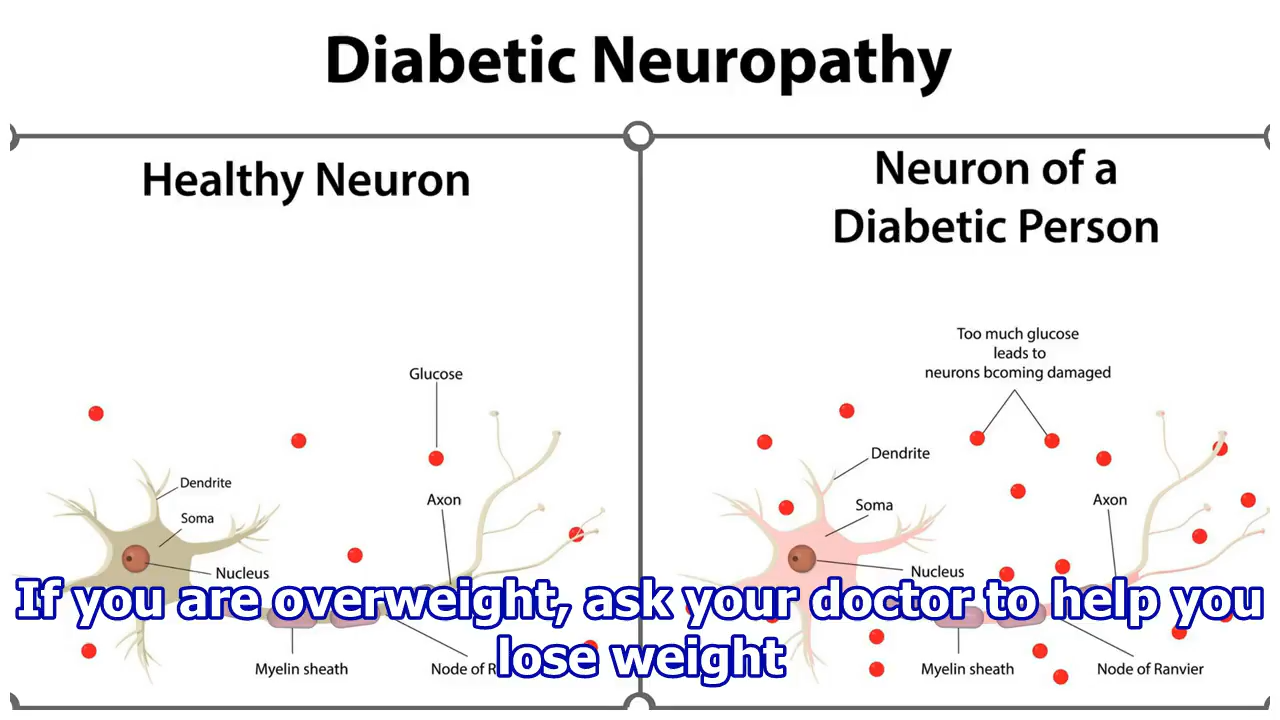 Diabetic Neuropathy
Healthy Neuron
Glucose
Dendrite
Soma
Axon
Nucleus
Myelin sheath
Node of R
Neuron of a
Diabetic Person
Too much glucose
leads to
neurons bcoming damaged
Dendrite
Soma
Axon
Nucleus
Myelin sheath
Node of Ranvier
If you are overweight, ask your doctor to help you
lose weight